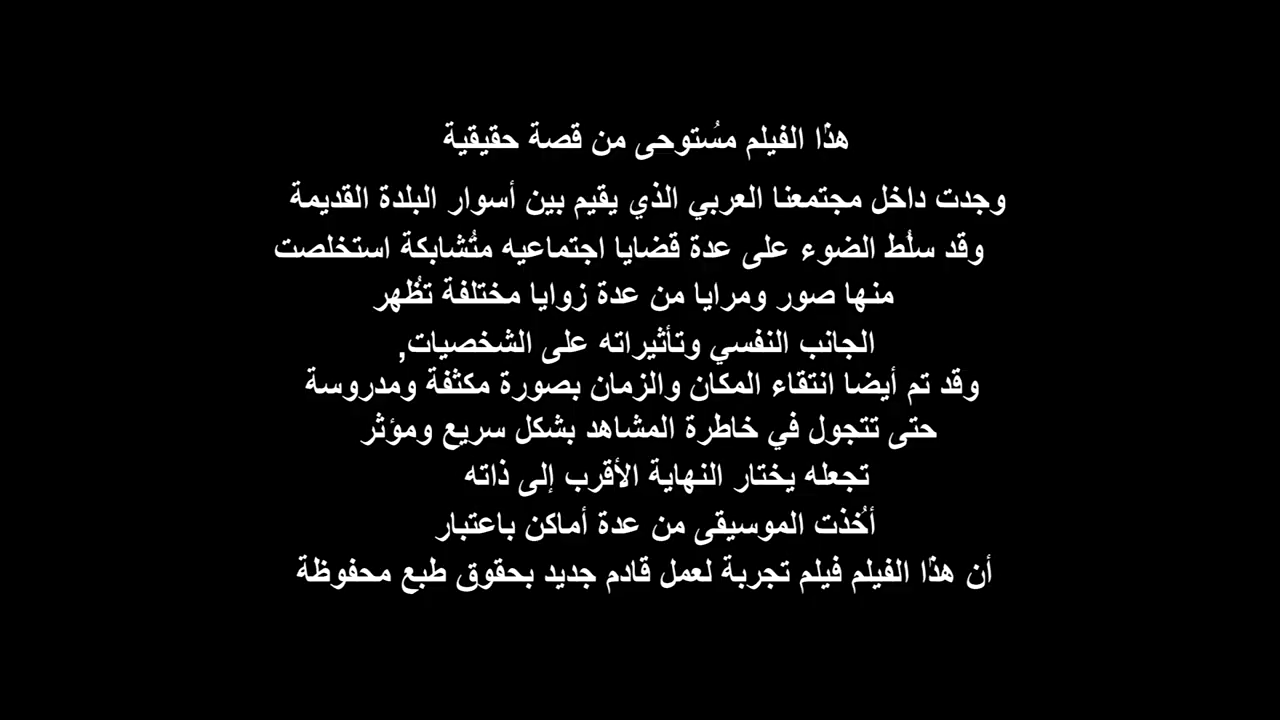 هذا الفيلم مسُتوحى من قصة حقيقية
وجدت داخل مجتمعنا العربي الذي يقيم بين أسوار البلدة القديمة
وقد سلُط الضوء على عدة قضايا اجتماعيه متُشابكة استخلصت
منها صور ومرايا من عدة زوايا مختلفة تظُهر
الجانب النفسي وتأثيراته على الشخصيات,
وقد تم أيضا انتقاء المكان والزمان بصورة مكثفة ومدروسة
حتى تتجول في خاطرة المشاهد بشكل سريع ومؤثر
تجعله يختار النهاية الأقرب إلى ذاته
أخُذت الموسيقى من عدة أماكن باعتبار
أن هذا الفيلم فيلم تجربة لعمل قادم جديد بحقوق طبع محفوظة